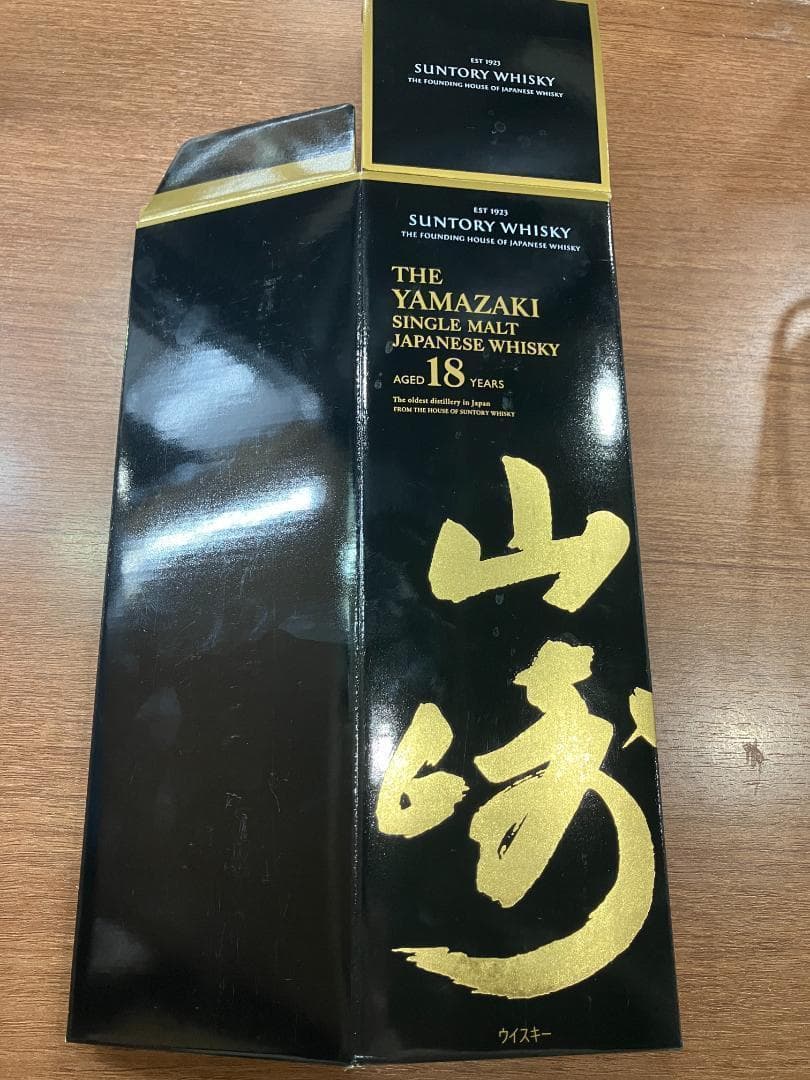 EST 1923
SUNTORY WHISKY
THE FOUNDING HOUSE OF JAPANESE WHISKY
EST 1923
SUNTORY WHISKY
THE FOUNDING HOUSE OF JAPANESE WHISKY
THE
YAMAZAKI
SINGLE MALT
JAPANESE WHISKY
AGED 18 YEARS
The oldest distillery in Japan
FROM THE HOUSE OF SUNTORY WHISKY
山
崎
ウイスキー